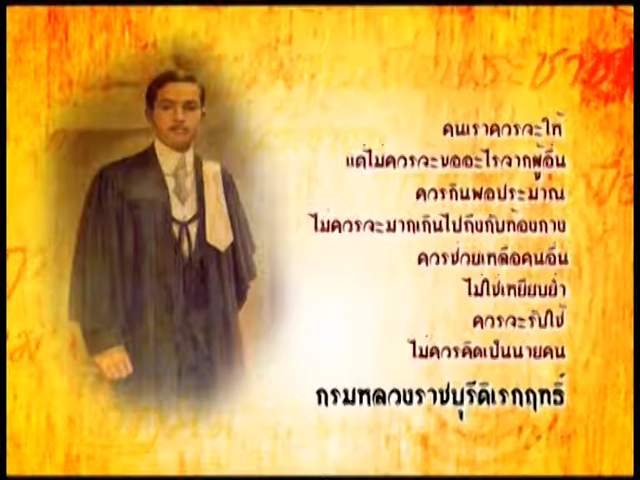 คนเราควรจะให้
แต่ไม่ควรจะขออะไรจากผู้อื่น
ควรกินพอประมาณ
ไม่ควรจะมากเกินไปถึงกับท้องกาง
ควรช่วยเหลือคนอื่น
ไม่ใช่เหยียบย่ำ
ควรจะรับใช้
ไม่ควรคิดเป็นนายคน
กรมหลวงราชบุรีดิเรกฤทธิ์